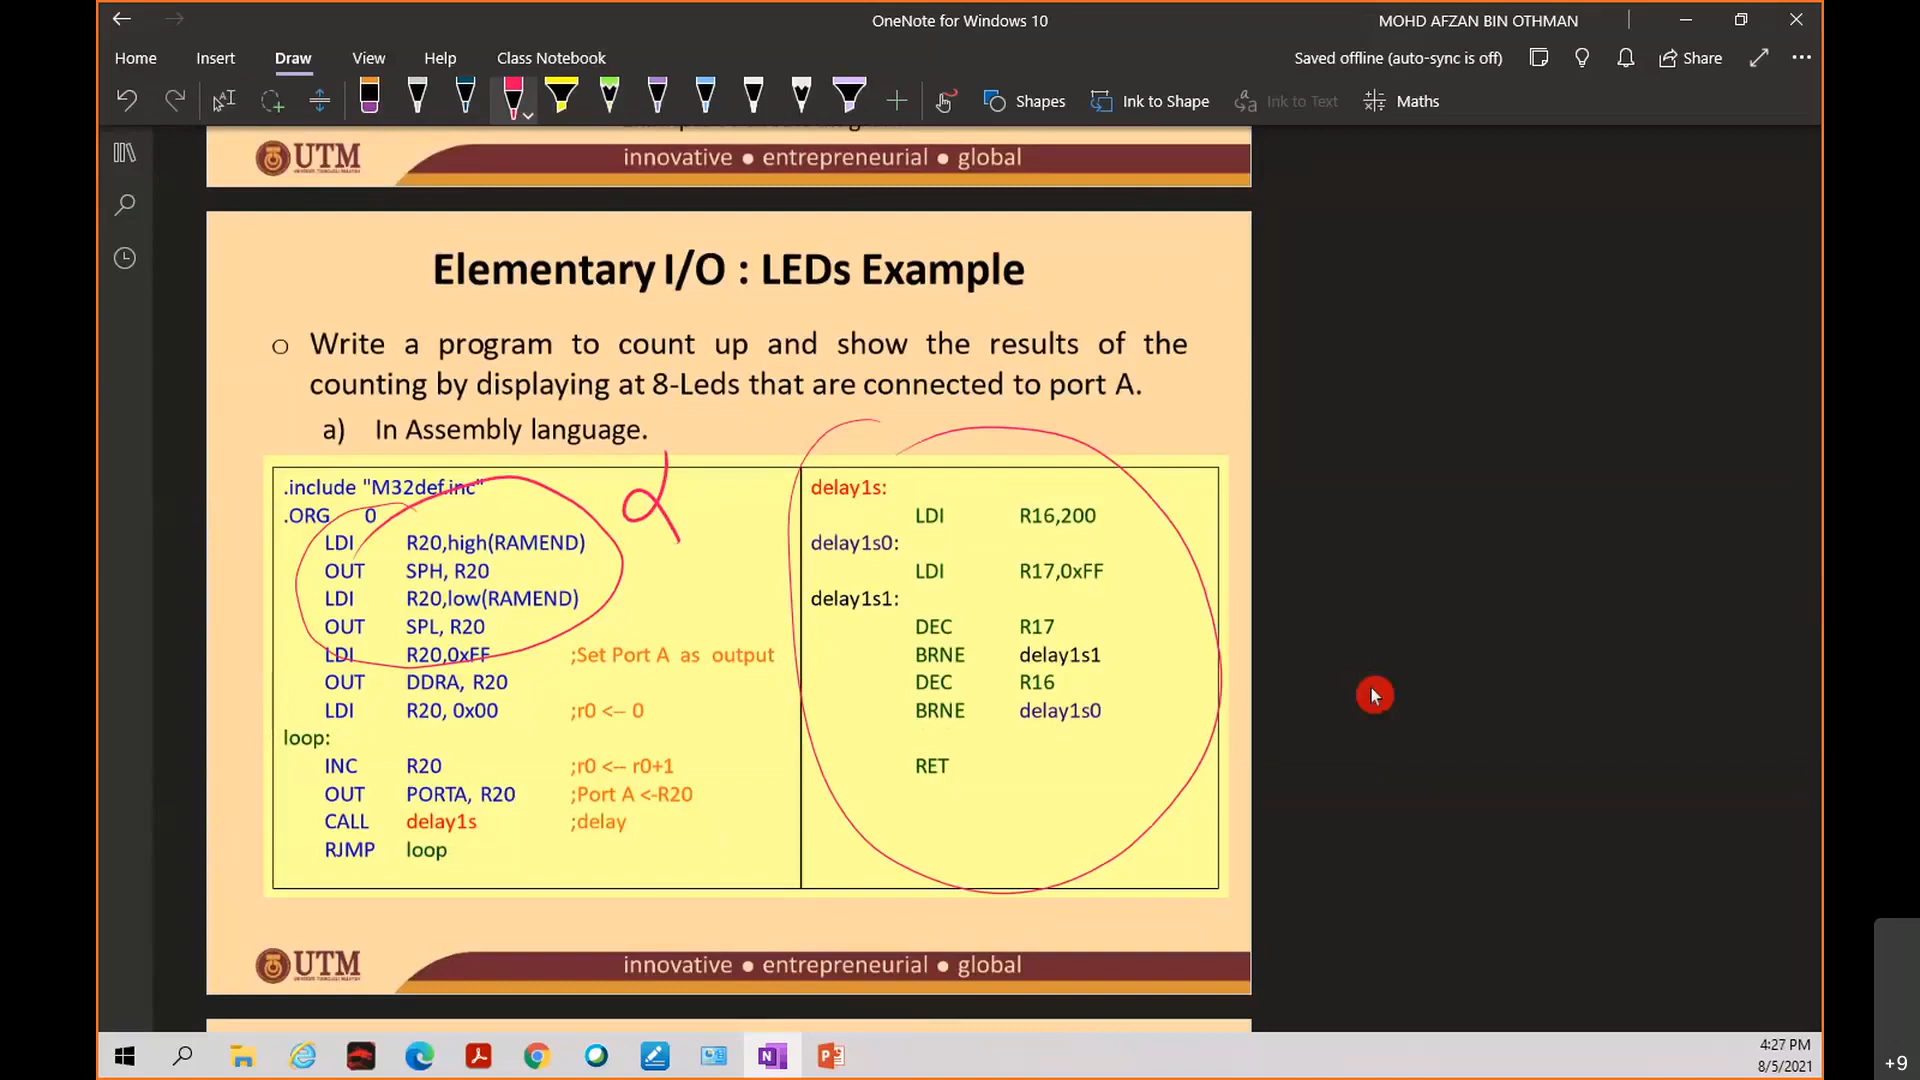 OneNote for Windows 10
MOHD AFZAN BIN OTHMAN
Home Insert Draw View Help Class Notebook
Saved offline (auto-sync is off) Share
Shapes Ink to Shape Ink to Text Maths
UTM
innovative ● entrepreneurial ● global
Elementary I/O : LEDs Example
o Write a program to count up and show the results of the
counting by displaying at 8-Leds that are connected to port A.
a) In Assembly language.
.include "M32def.inc"
.ORG 0
LDI R20,high(RAMEND)
OUT SPH, R20
LDI R20,low(RAMEND)
OUT SPL, R20
LDI R20,0xFF ;Set Port A as output
OUT DDRA, R20
LDI R20, 0x00 ;r0 <-- 0
loop:
INC R20 ;r0 <-- r0+1
OUT PORTA, R20 ;Port A <-R20
CALL delay1s ;delay
RJMP loop
delay1s:
LDI R16,200
delay1s0:
LDI R17,0xFF
delay1s1:
DEC R17
BRNE delay1s1
DEC R16
BRNE delay1s0
RET
UTM
innovative ● entrepreneurial ● global
4:27 PM
8/5/2021
+9